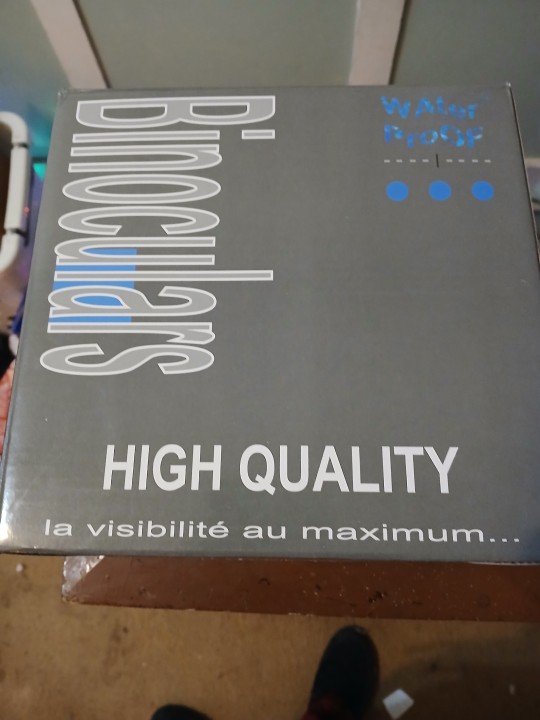 Binoculars
WAter
PrOOF
HIGH QUALITY
la visibilité au maximum...